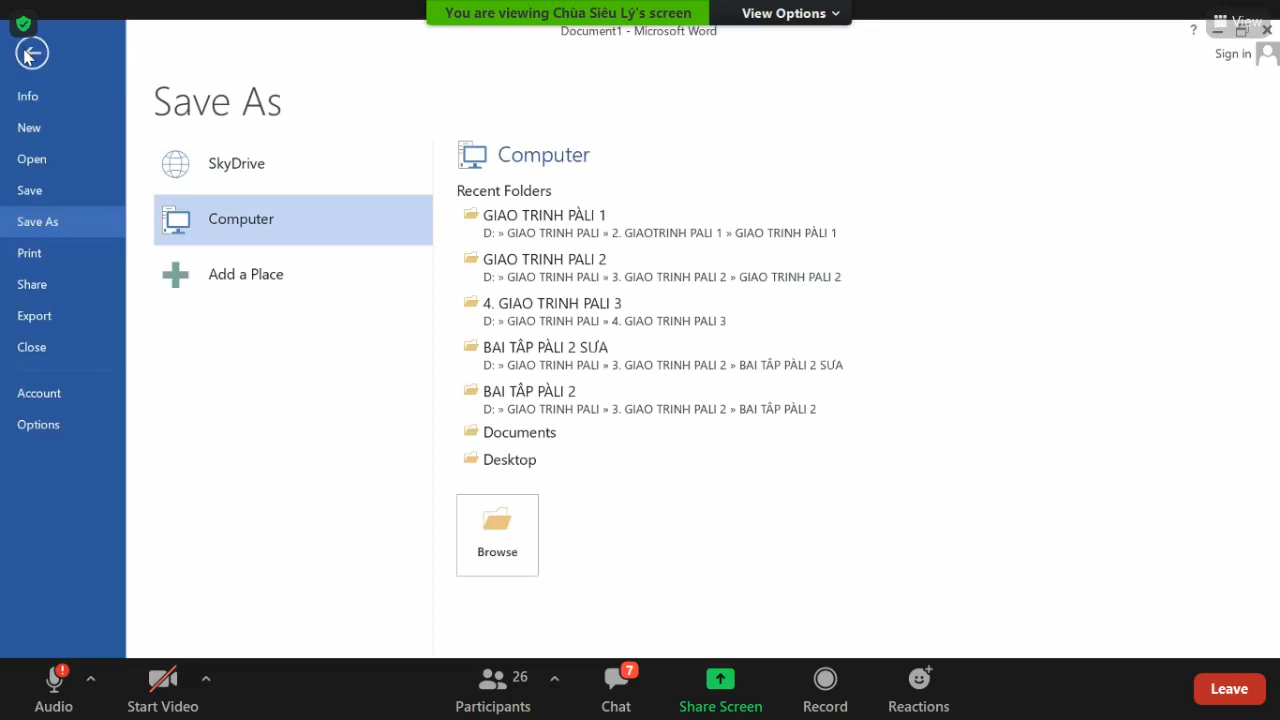 You are viewing Chùa Siêu Lý's screen
View Options
View
Document1 - Microsoft Word
?
Sign in
Info
New
Open
Save
Save As
Print
Share
Export
Close
Account
Options
Save As
SkyDrive
Computer
Add a Place
Computer
Recent Folders
GIAO TRINH PÀLI 1
D: » GIAO TRINH PALI » 2. GIAOTRINH PALI 1 » GIAO TRINH PÀLI 1
GIAO TRINH PALI 2
D: » GIAO TRINH PALI » 3. GIAO TRINH PALI 2 » GIAO TRINH PALI 2
4. GIAO TRINH PALI 3
D: » GIAO TRINH PALI » 4. GIAO TRINH PALI 3
BAI TẬP PÀLI 2 SƯA
D: » GIAO TRINH PALI » 3. GIAO TRINH PALI 2 » BAI TẬP PÀLI 2 SƯA
BAI TẬP PÀLI 2
D: » GIAO TRINH PALI » 3. GIAO TRINH PALI 2 » BAI TẬP PÀLI 2
Documents
Desktop
Browse
Audio
Start Video
26
Participants
7
Chat
Share Screen
Record
Reactions
Leave